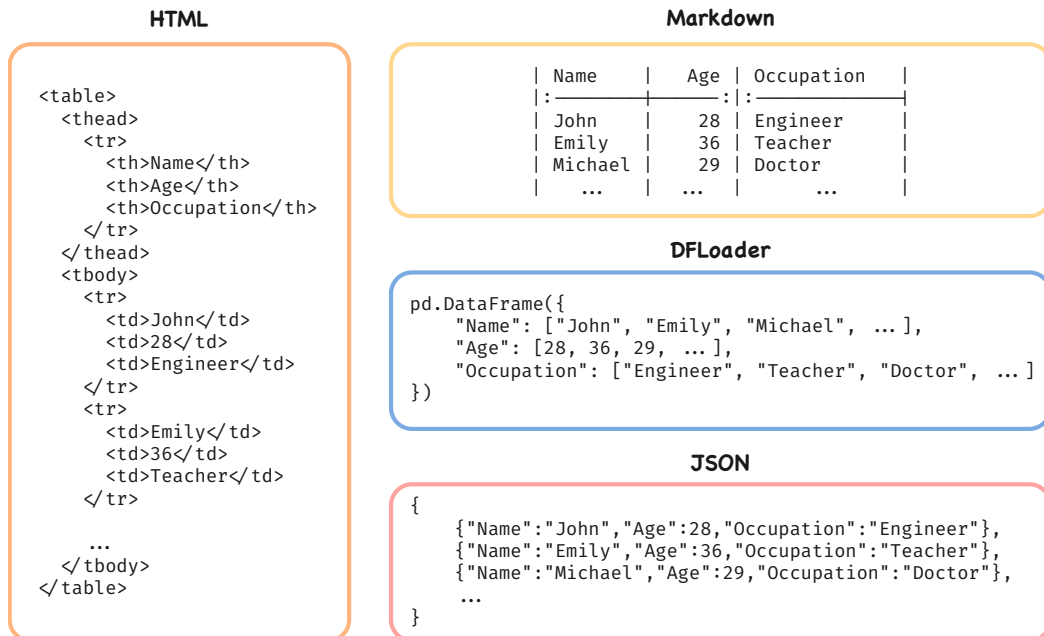 HTML
<table>
  <thead>
    <tr>
      <th>Name</th>
      <th>Age</th>
      <th>Occupation</th>
    </tr>
  </thead>
  <tbody>
    <tr>
      <td>John</td>
      <td>28</td>
      <td>Engineer</td>
    </tr>
    <tr>
      <td>Emily</td>
      <td>36</td>
      <td>Teacher</td>
    </tr>
    ...
  </tbody>
</table>
Markdown
| Name    |   Age | Occupation   |
|:--------+------:|:-------------|
| John    |    28 | Engineer     |
| Emily   |    36 | Teacher      |
| Michael |    29 | Doctor       |
|   ...   |  ...  |      ...     |
DFLoader
pd.DataFrame({
    "Name": ["John", "Emily", "Michael", ...],
    "Age": [28, 36, 29, ...],
    "Occupation": ["Engineer", "Teacher", "Doctor", ...]
})
JSON
{
    {"Name":"John","Age":28,"Occupation":"Engineer"},
    {"Name":"Emily","Age":36,"Occupation":"Teacher"},
    {"Name":"Michael","Age":29,"Occupation":"Doctor"},
    ...
}